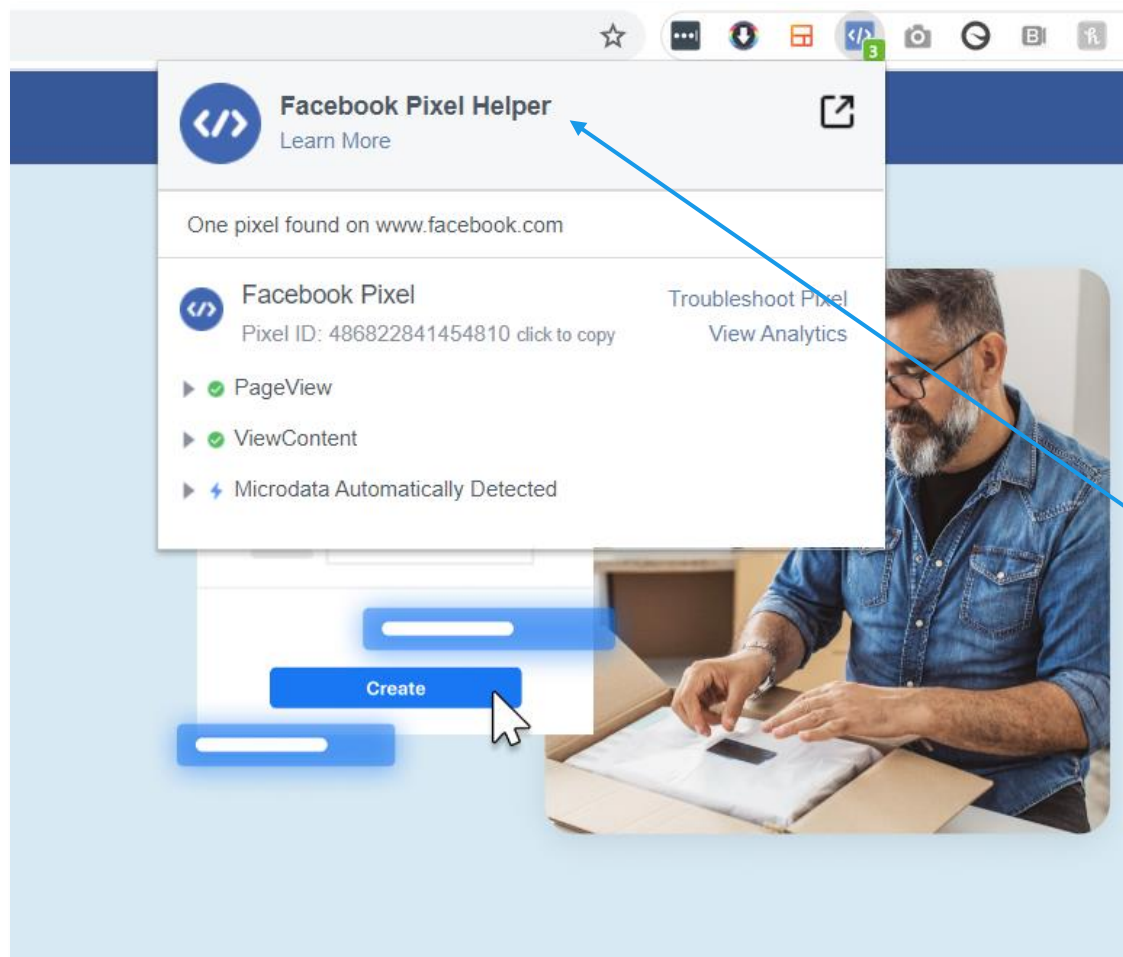 3
Facebook Pixel Helper
Learn More
One pixel found on www.facebook.com
Facebook Pixel
Troubleshoot Pixel
Pixel ID: 486822841454810 click to copy
View Analytics
PageView
ViewContent
Microdata Automatically Detected
Create